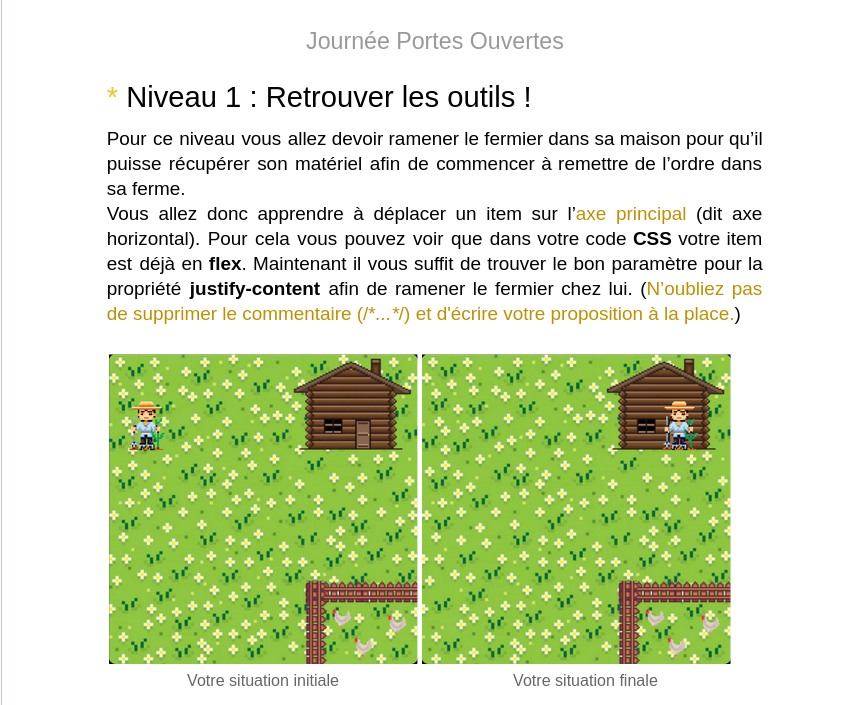 Journée Portes Ouvertes
* Niveau 1 : Retrouver les outils !
Pour ce niveau vous allez devoir ramener le fermier dans sa maison pour qu’il
puisse récupérer son matériel afin de commencer à remettre de l’ordre dans
sa ferme.
Vous allez donc apprendre à déplacer un item sur l’axe principal (dit axe
horizontal). Pour cela vous pouvez voir que dans votre code CSS votre item
est déjà en flex. Maintenant il vous suffit de trouver le bon paramètre pour la
propriété justify-content afin de ramener le fermier chez lui. (N’oubliez pas
de supprimer le commentaire (/*...*/) et d'écrire votre proposition à la place.)
Votre situation initiale
Votre situation finale